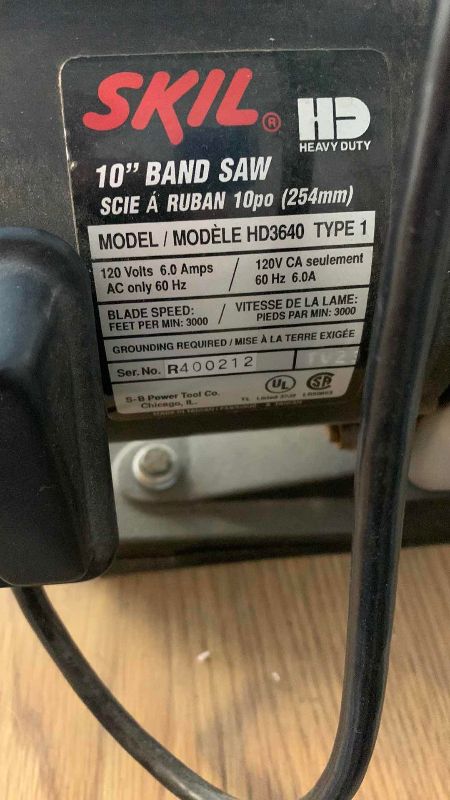 SKIL® HD
HEAVY DUTY
10" BAND SAW
SCIE Á RUBAN 10po (254mm)
MODEL / MODÈLE HD3640 TYPE 1
120 Volts 6.0 Amps / 120V CA seulement
AC only 60 Hz 60 Hz 6.0A
BLADE SPEED: / VITESSE DE LA LAME:
FEET PER MIN: 3000 PIEDS PAR MIN: 3000
GROUNDING REQUIRED / MISE À LA TERRE EXIGÉE
Ser. No. R400212
S-B Power Tool Co. UL SA
Chicago, IL. Listed